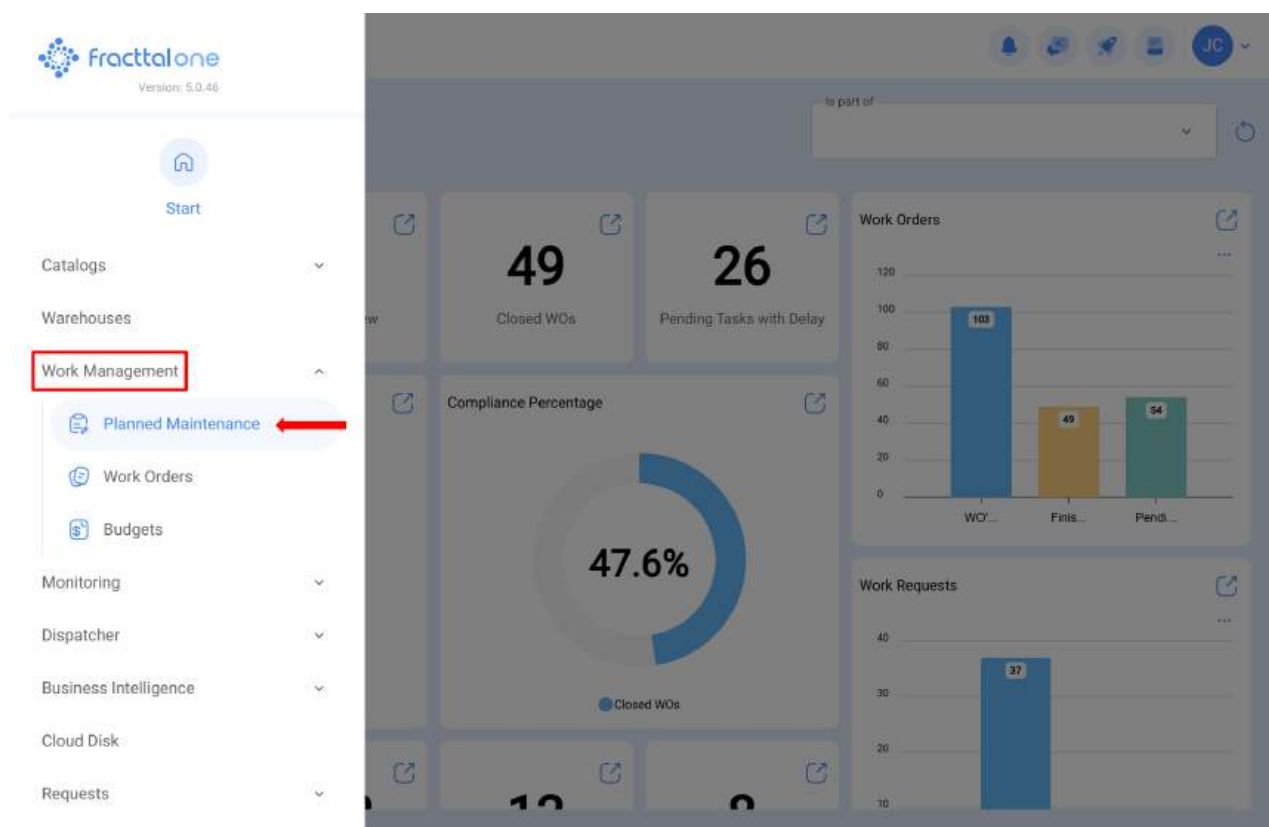 fracttalone
Version: 5.0.46
JC
Start
Catalogs
Warehouses
Work Management
Planned Maintenance
Work Orders
Budgets
Monitoring
Dispatcher
Business Intelligence
Cloud Disk
Requests
Is part of
49
Closed WOs
26
Pending Tasks with Delay
Work Orders
...
120
100
80
60
40
20
0
103
49
54
WO'...
Finis...
Pendi...
Compliance Percentage
47.6%
Closed WOs
Work Requests
...
40
30
20
10
37